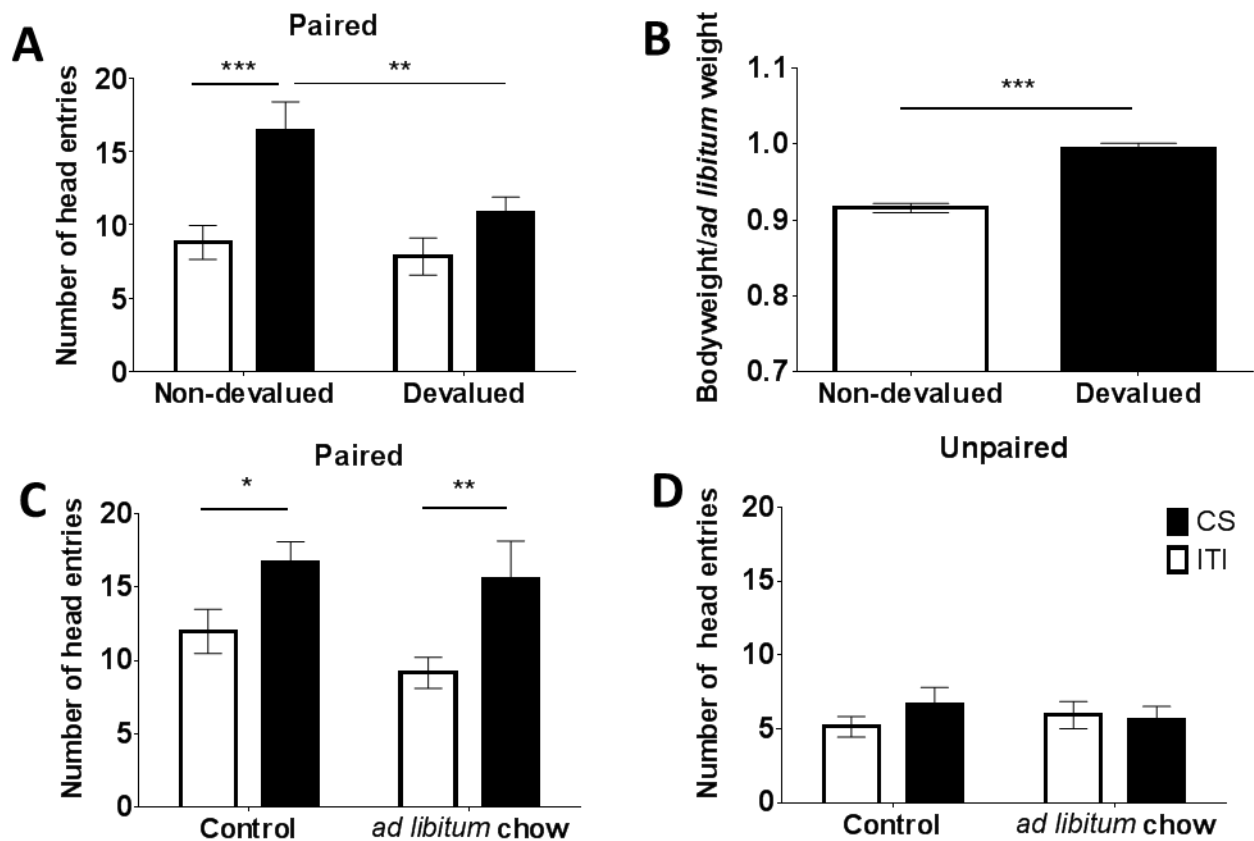 A
Paired
Number of head entries
20
15
10
5
0
***
**
Non-devalued
Devalued
B
Bodyweight/ad libitum weight
1.1
1.0
0.9
0.8
0.7
***
Non-devalued
Devalued
C
Paired
Number of head entries
20
15
10
5
0
*
**
Control
ad libitum chow
D
Unpaired
Number of head entries
20
15
10
5
0
CS
ITI
Control
ad libitum chow